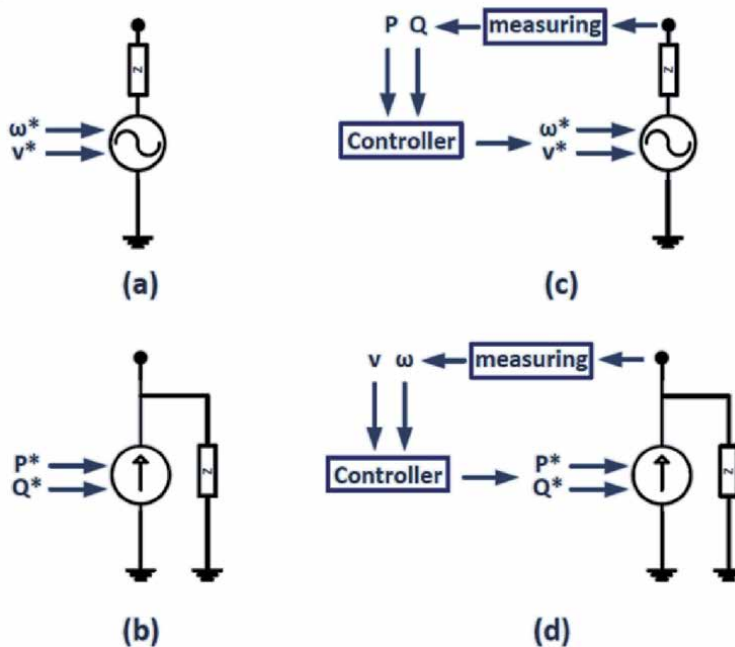 P Q measuring
Z
Z
ω*
v*
Controller
ω*
v*
(a)
(c)
v ω measuring
P*
Q*
Z
Controller
P*
Q*
Z
(b)
(d)